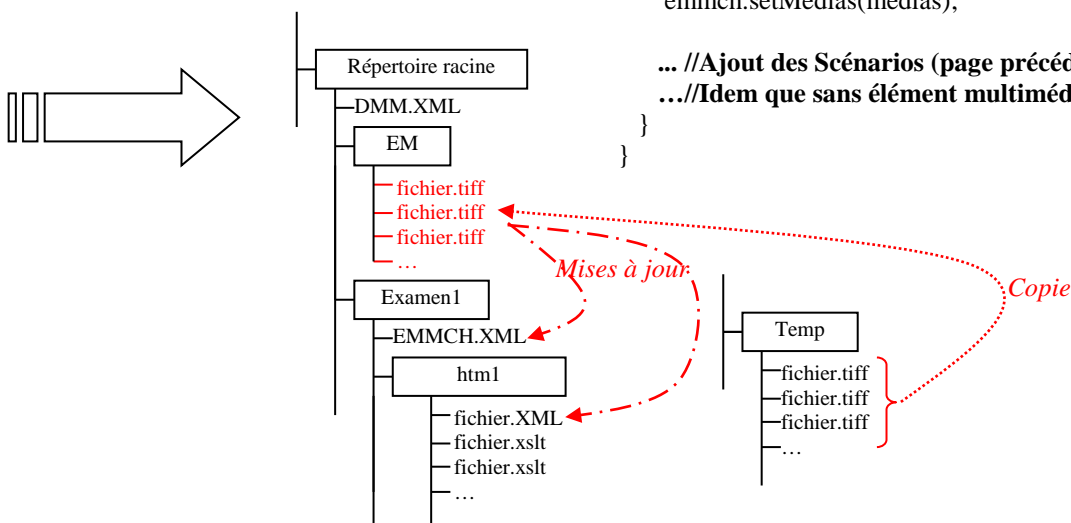 emmch.setMedias(medias);
... //Ajout des Scénarios (page précéd
…//Idem que sans élément multiméd
}
}
Répertoire racine
DMM.XML
EM
fichier.tiff
fichier.tiff
fichier.tiff
…
Mises à jour
Copie
Examen1
EMMCH.XML
htm1
fichier.XML
fichier.xslt
fichier.xslt
…
Temp
fichier.tiff
fichier.tiff
fichier.tiff
…